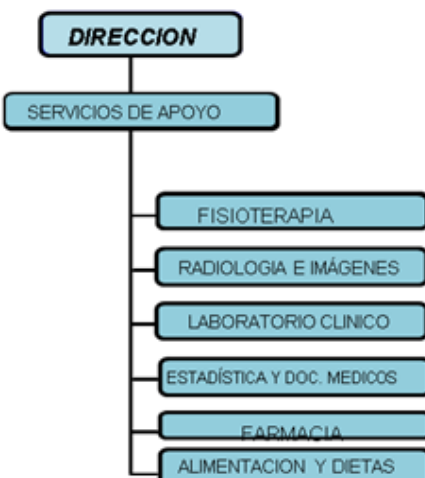 DIRECCION
SERVICIOS DE APOYO
FISIOTERAPIA
RADIOLOGIA E IMÁGENES
LABORATORIO CLINICO
ESTADÍSTICA Y DOC. MEDICOS
FARMACIA
ALIMENTACION Y DIETAS